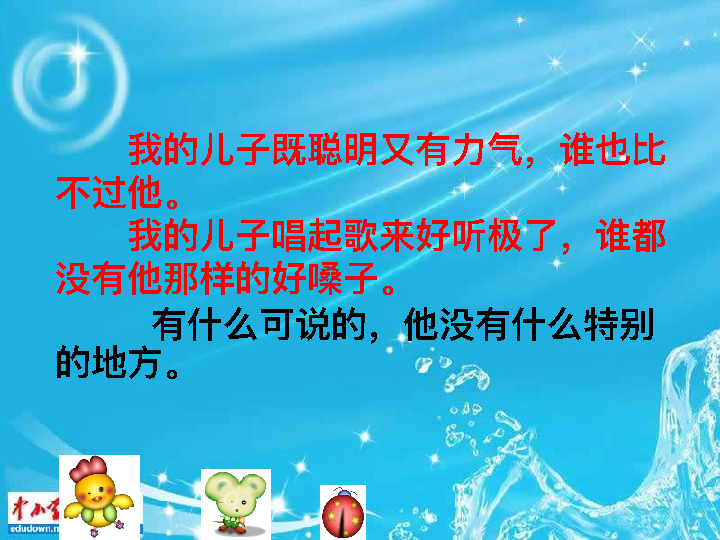 我的儿子既聪明又有力气，谁也比
不过他。
我的儿子唱起歌来好听极了，谁都
没有他那样的好嗓子。
有什么可说的，他没有什么特别
的地方。
中小
edudown.n